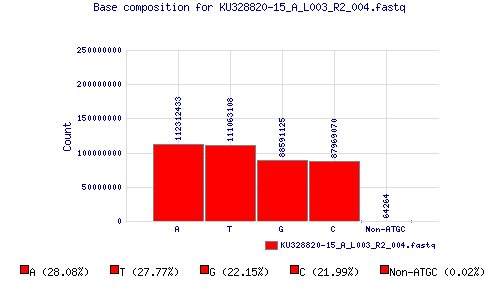 Base composition for KU328820-15_A_L003_R2_004.fastq
250000000
200000000
150000000
100000000
50000000
0
Count
112312433
111063108
88591125
87969070
64264
A T G C Non-ATGC
KU328820-15_A_L003_R2_004.fastq
A (28.08%) T (27.77%) G (22.15%) C (21.99%) Non-ATGC (0.02%)